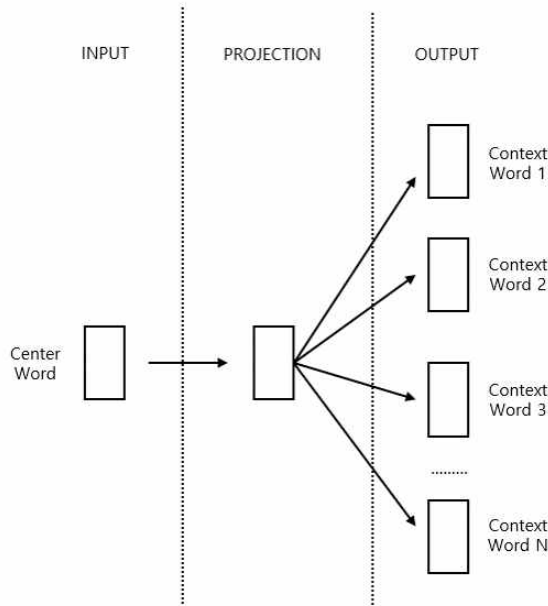 INPUT
PROJECTION
OUTPUT
Context
Word 1
Context
Word 2
Center
Word
Context
Word 3
.........
Context
Word N